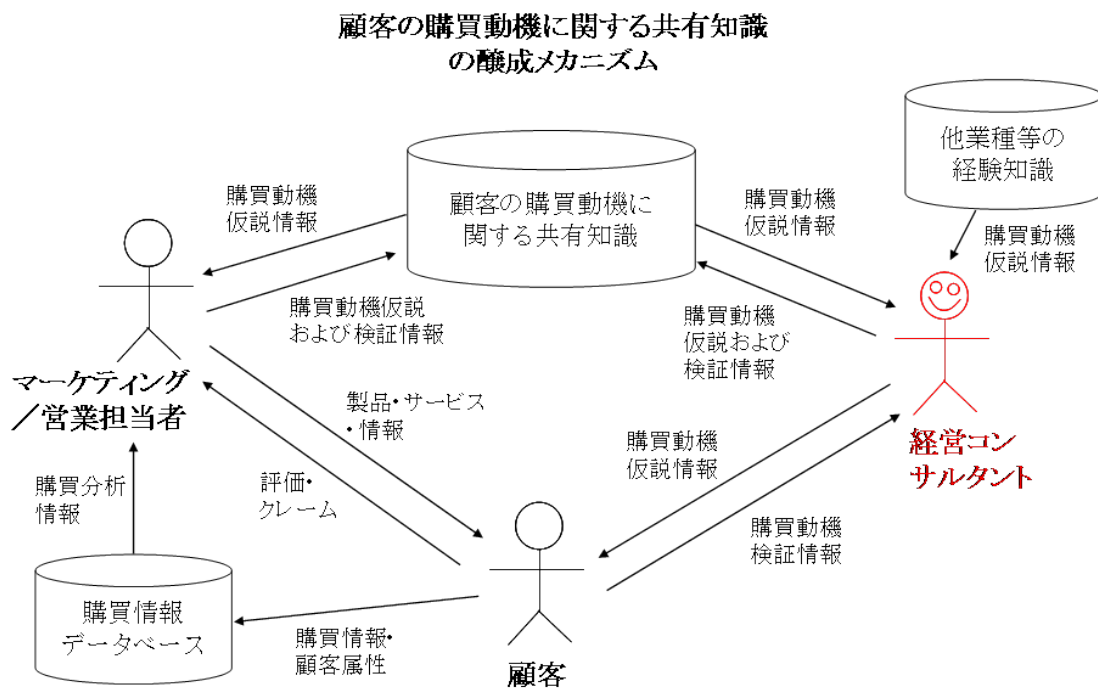 顧客の購買動機に関する共有知識
の醸成メカニズム
他業種等の
経験知識
顧客の購買動機に
関する共有知識
購買動機
仮説情報
購買動機
仮説情報
購買動機
仮説情報
購買動機仮説
および検証情報
購買動機
仮説および
検証情報
マーケティング
／営業担当者
製品・サービス
・情報
経営コン
サルタント
購買動機
仮説情報
購買分析
情報
評価・
クレーム
購買動機
検証情報
購買情報
データベース
購買情報・
顧客属性
顧客